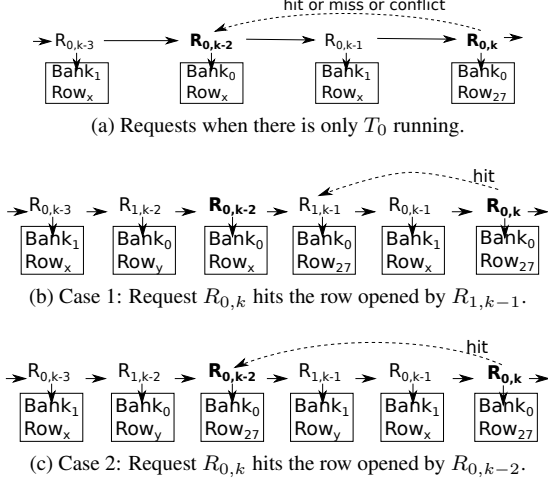 hit or miss or conflict
R0,k-3 R0,k-2 R0,k-1 R0,k
Bank1 Bank0 Bank1 Bank0
Rowx Rowx Rowx Row27
(a) Requests when there is only T0 running.
hit
R0,k-3 R1,k-2 R0,k-2 R1,k-1 R0,k-1 R0,k
Bank1 Bank0 Bank0 Bank0 Bank1 Bank0
Rowx Rowy Rowx Row27 Rowx Row27
(b) Case 1: Request R0,k hits the row opened by R1,k−1.
hit
R0,k-3 R1,k-2 R0,k-2 R1,k-1 R0,k-1 R0,k
Bank1 Bank0 Bank0 Bank1 Bank1 Bank0
Rowx Rowy Row27 Rowy Rowx Row27
(c) Case 2: Request R0,k hits the row opened by R0,k−2.